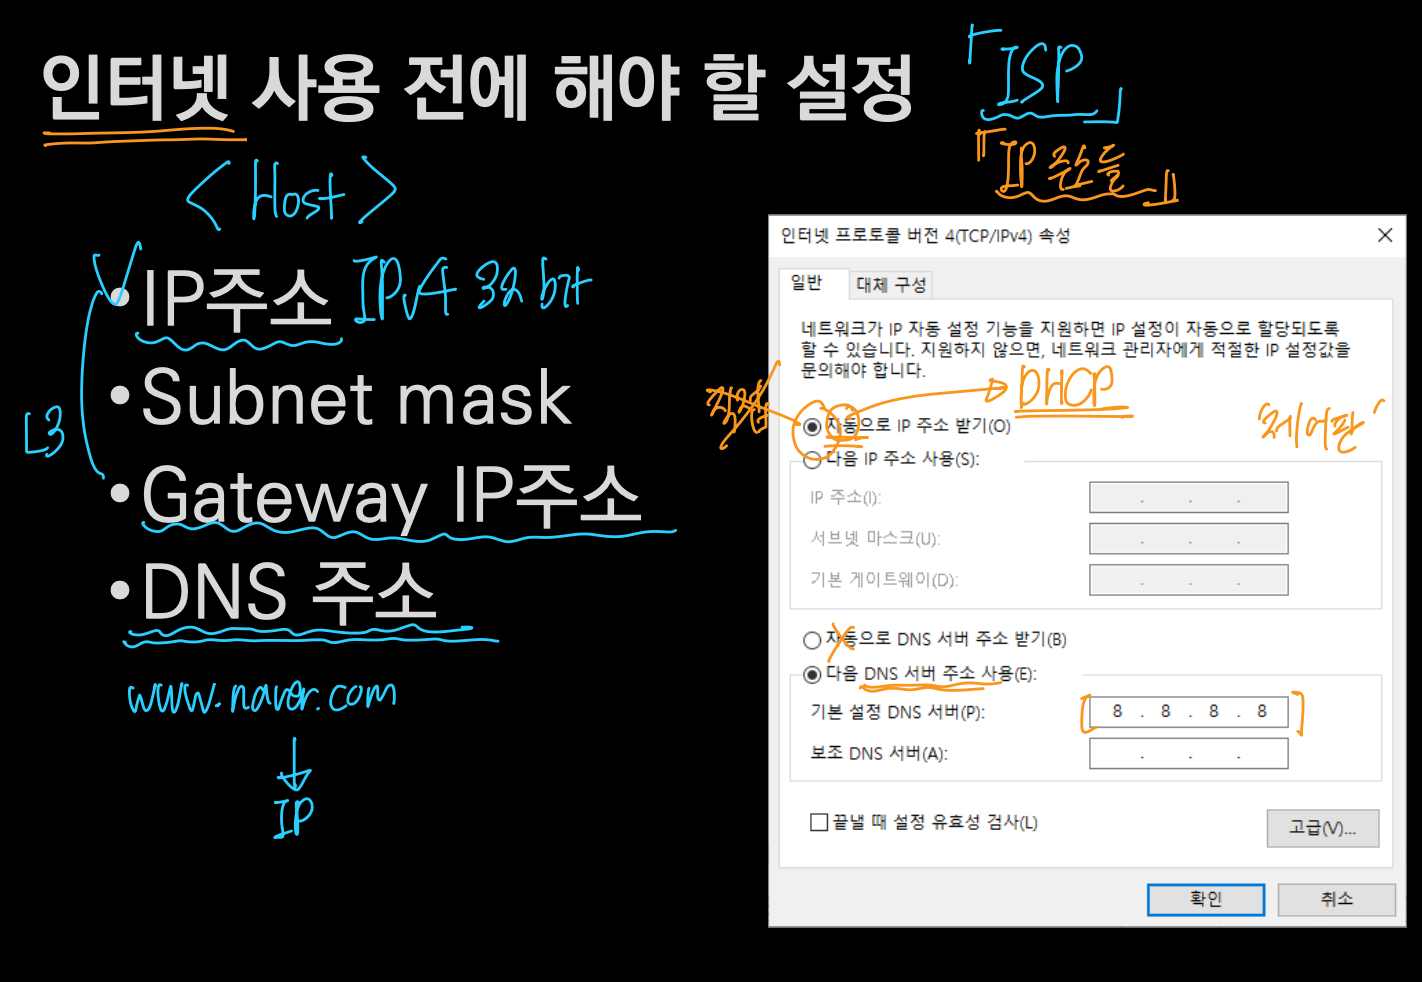 인터넷 사용 전에 해야 할 설정
「ISP」
『IP 주소들』
<Host>
• IP주소 IPv4 32 bit
• Subnet mask
L3
• Gateway IP주소
• DNS 주소
www.naver.com
IP
인터넷 프로토콜 버전 4(TCP/IPv4) 속성
일반
대체 구성
네트워크가 IP 자동 설정 기능을 지원하면 IP 설정이 자동으로 할당되도록
할 수 있습니다. 지원하지 않으면, 네트워크 관리자에게 적절한 IP 설정값을
문의해야 합니다.
DHCP
'제어판'
자동으로 IP 주소 받기(O)
다음 IP 주소 사용(S):
IP 주소(I):
. . .
서브넷 마스크(U):
. . .
기본 게이트웨이(D):
. . .
자동으로 DNS 서버 주소 받기(B)
다음 DNS 서버 주소 사용(E):
기본 설정 DNS 서버(P):
8 . 8 . 8 . 8
보조 DNS 서버(A):
. . .
끝낼 때 설정 유효성 검사(L)
고급(V)...
확인
취소